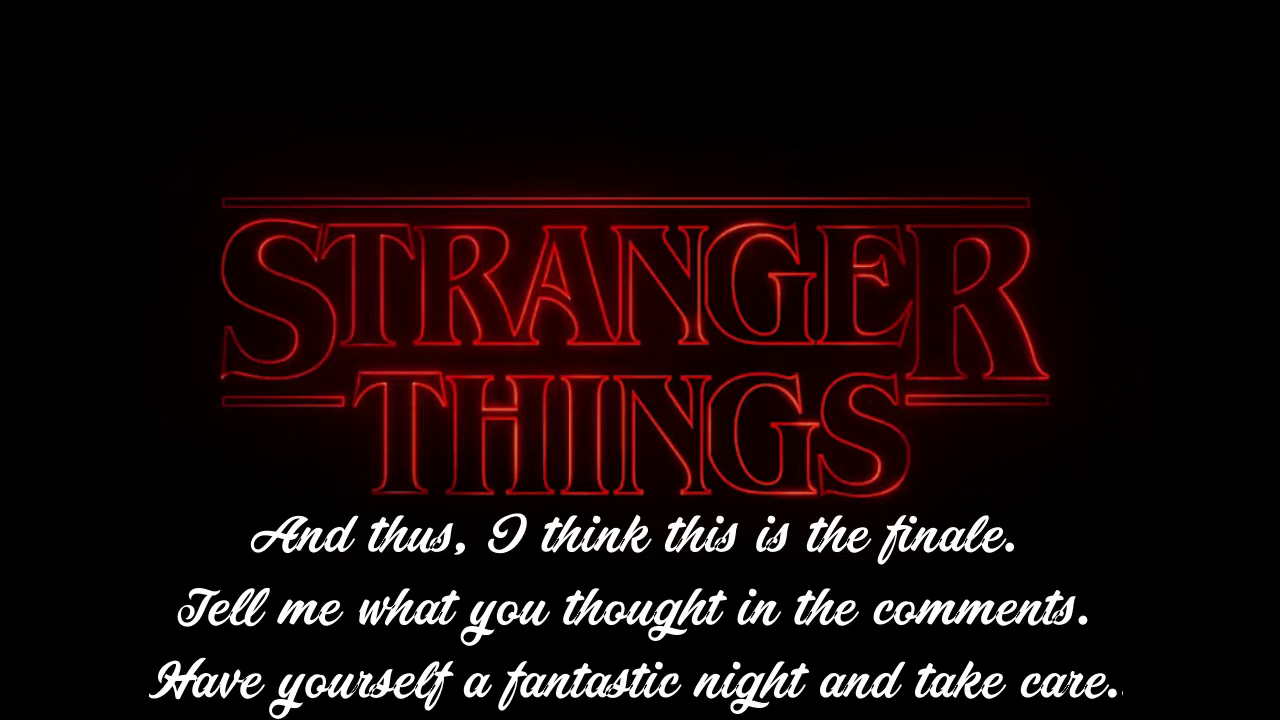 STRANGER
THINGS
And thus, I think this is the finale.
Tell me what you thought in the comments.
Have yourself a fantastic night and take care..